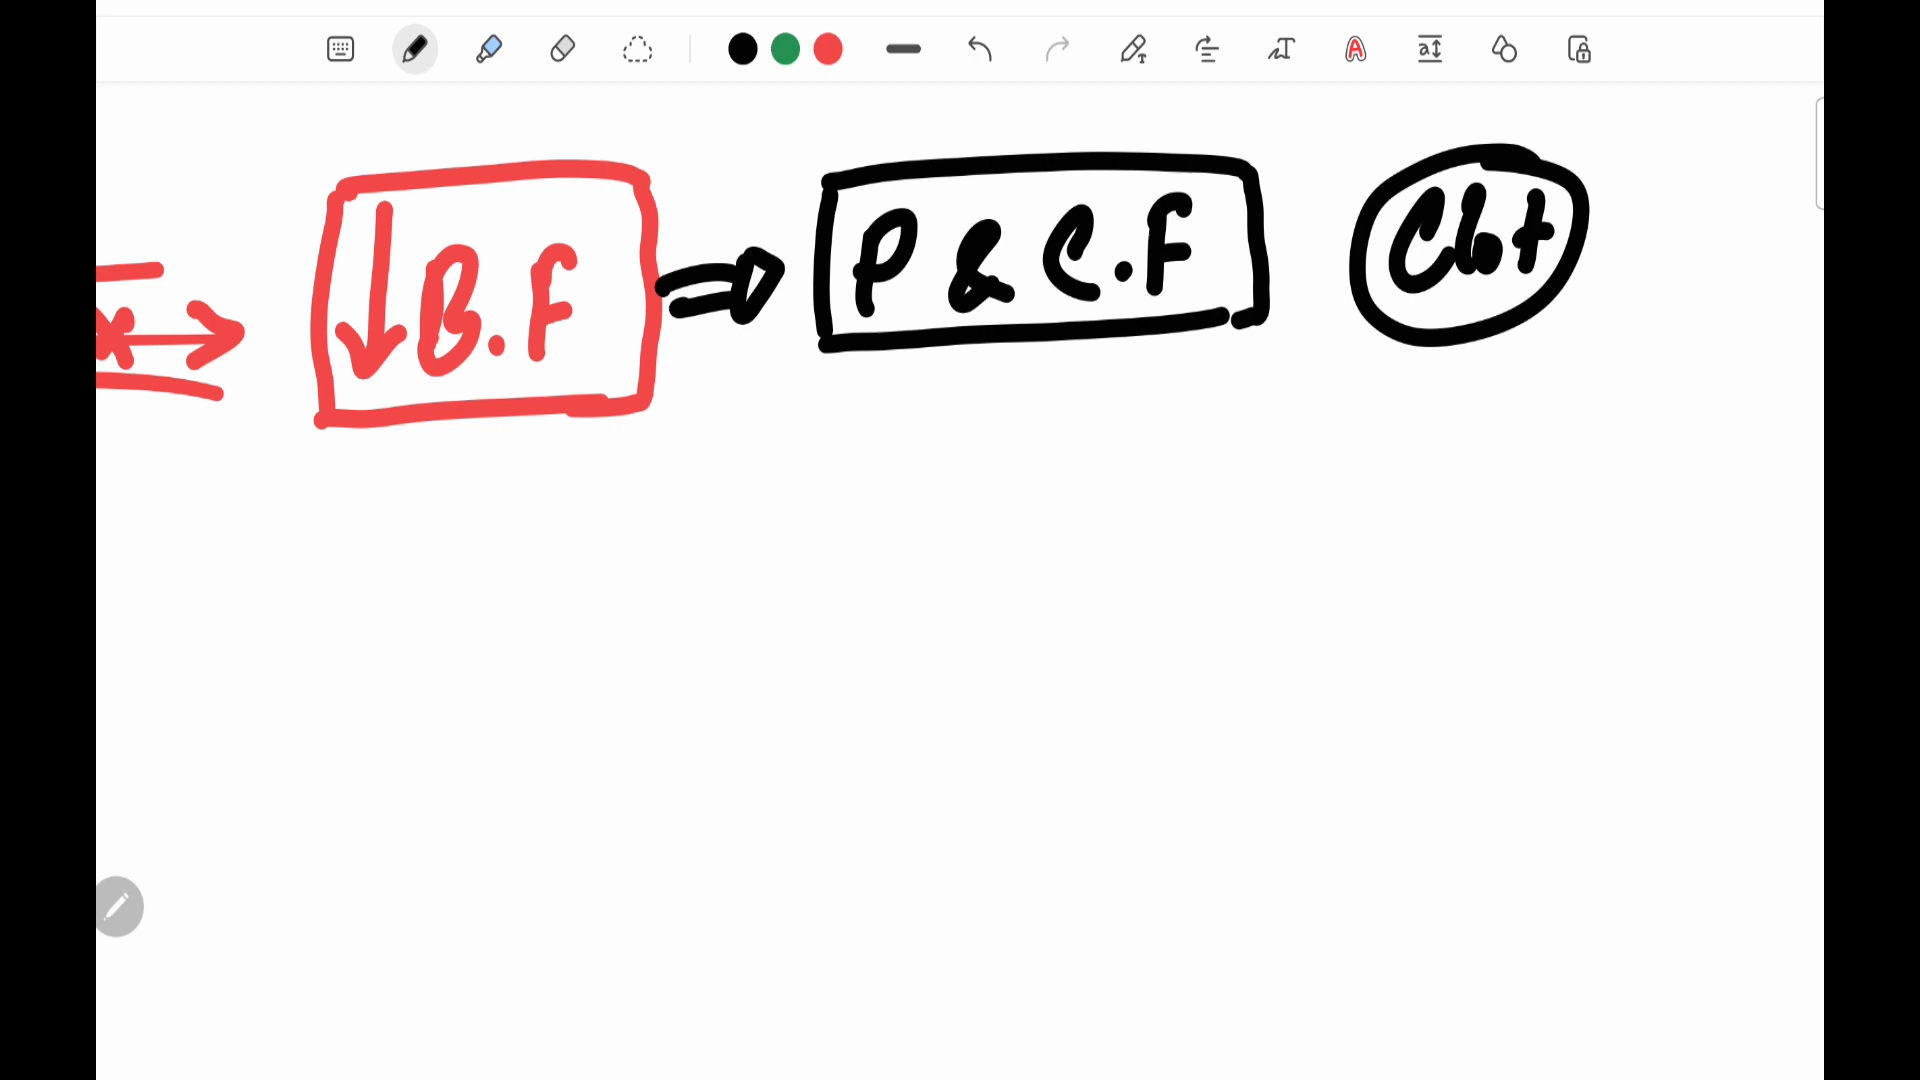 ↓ B.F ⇒ P & C.F Clot